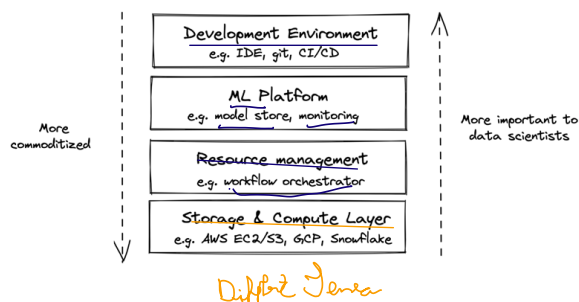 Development Environment
e.g. IDE, git, CI/CD
ML Platform
e.g. model store, monitoring
More
commoditized
More important to
data scientists
Resource management
e.g. workflow orchestrator
Storage & Compute Layer
e.g. AWS EC2/S3, GCP, Snowflake